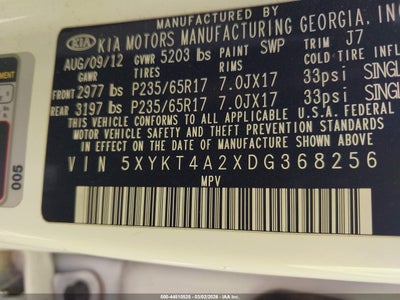 MANUFACTURED BY
KIA KIA MOTORS MANUFACTURING GEORGIA, INC
AUG/09/12 GVWR 5203 lbs PAINT SWP TRIM J7
GAWR TIRES RIMS COLD TIRE INFL
FRONT 2977 lbs P235/65R17 7.0JX17 33psi SINGL
REAR 3197 lbs P235/65R17 7.0JX17 33psi SINGL
THIS VEHICLE CONFORMS TO ALL APPLICABLE U.S.A. FEDERAL
MOTOR VEHICLE SAFETY AND THEFT PREVENTION STANDARDS
IN EFFECT ON THE DATE OF MANUFACTURE SHOWN ABOVE.
VIN 5XYKT4A2XDG368256
MPV
005